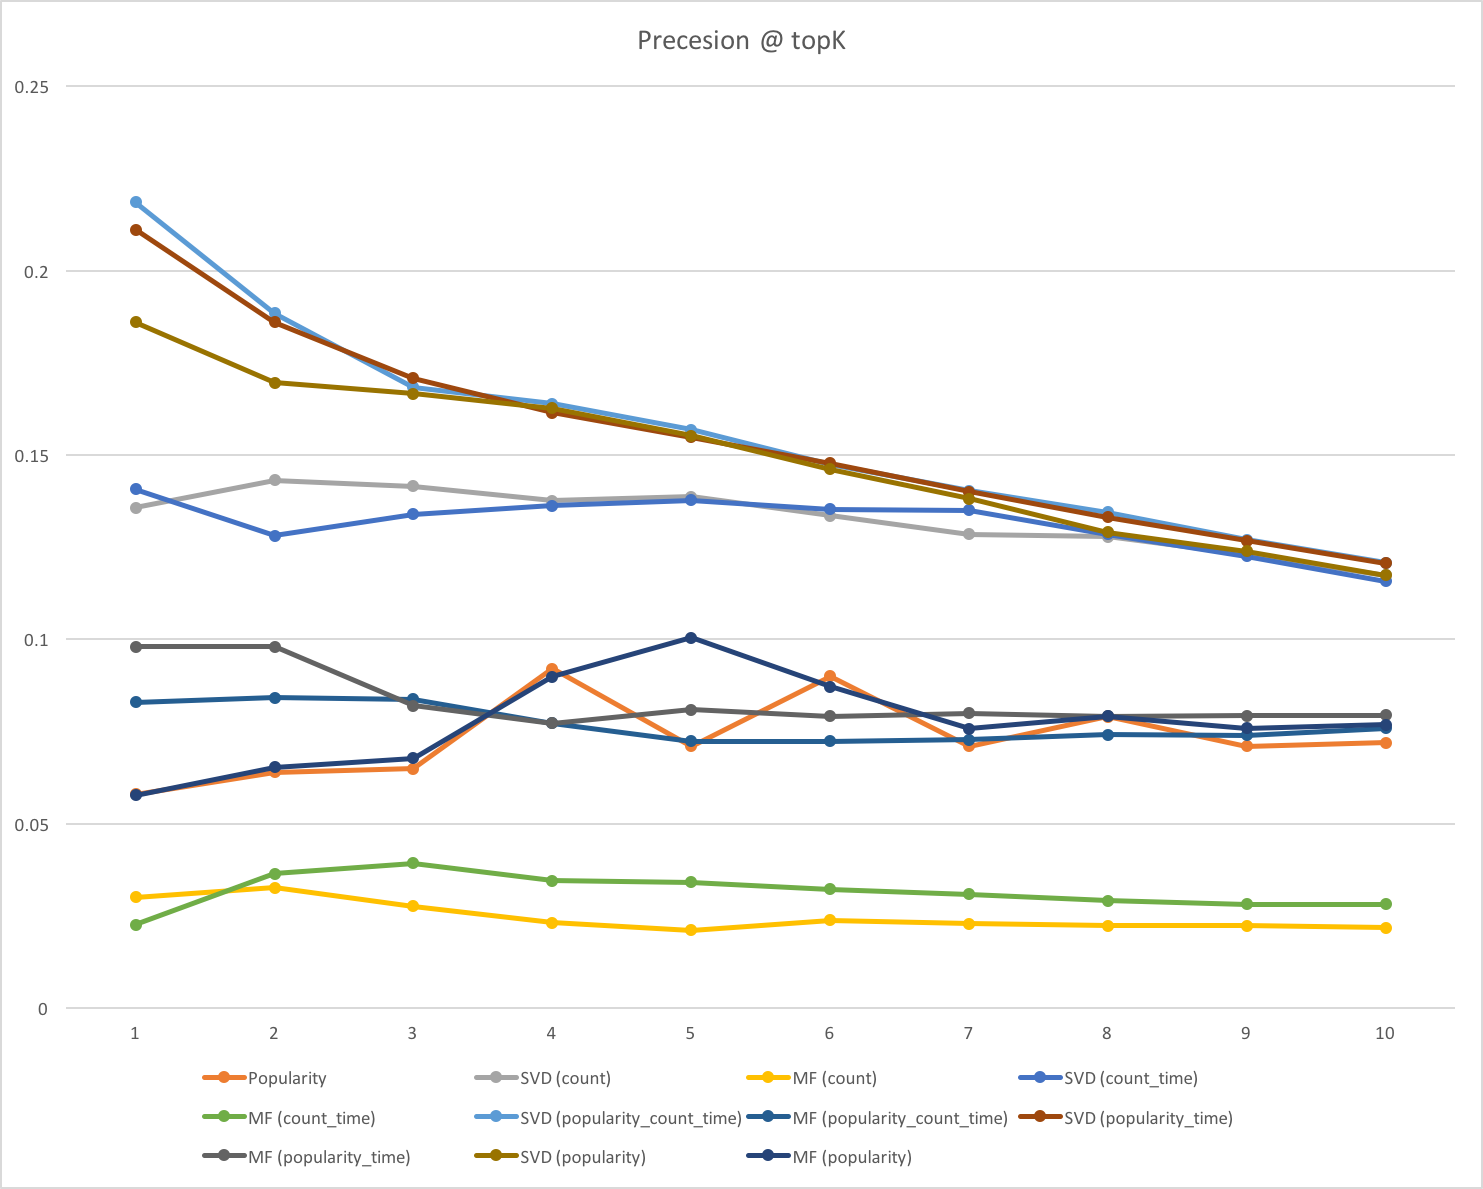 Precesion @ topK
0.25
0.2
0.15
0.1
0.05
0
1 2 3 4 5 6 7 8 9 10
Popularity SVD (count) MF (count) SVD (count_time)
MF (count_time) SVD (popularity_count_time) MF (popularity_count_time) SVD (popularity_time)
MF (popularity_time) SVD (popularity) MF (popularity)